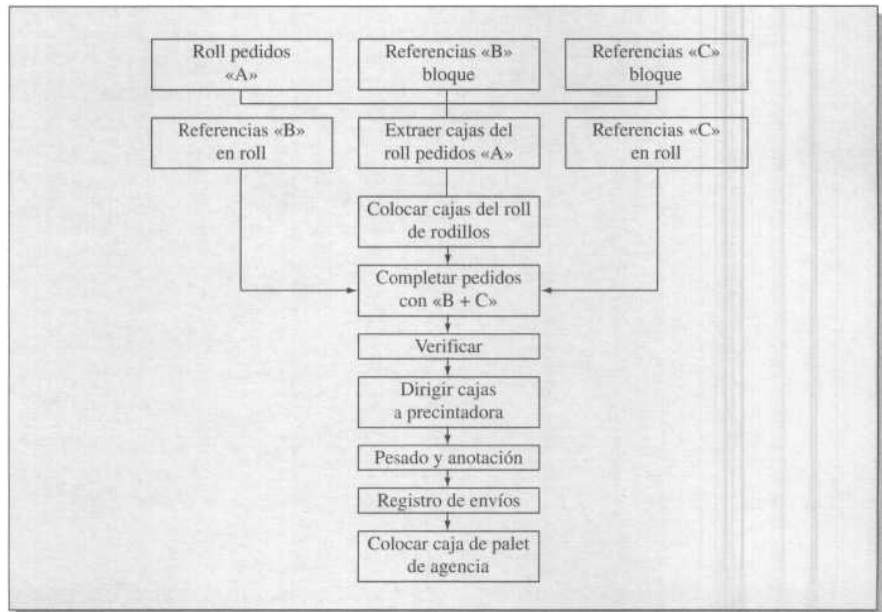 Roll pedidos
«A»
Referencias «B»
bloque
Referencias «C»
bloque
Referencias «B»
en roll
Extraer cajas del
roll pedidos «A»
Referencias «C»
en roll
Colocar cajas del roll
de rodillos
Completar pedidos
con «B + C»
Verificar
Dirigir cajas
a precintadora
Pesado y anotación
Registro de envíos
Colocar caja de palet
de agencia